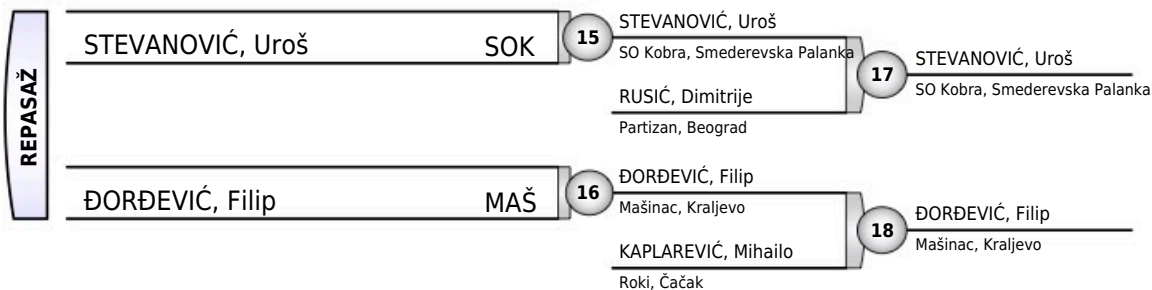 REPASAŽ
STEVANOVIĆ, Uroš SOK
15
STEVANOVIĆ, Uroš
SO Kobra, Smederevska Palanka
RUSIĆ, Dimitrije
Partizan, Beograd
17
STEVANOVIĆ, Uroš
SO Kobra, Smederevska Palanka
ĐORĐEVIĆ, Filip MAŠ
16
ĐORĐEVIĆ, Filip
Mašinac, Kraljevo
KAPLAREVIĆ, Mihailo
Roki, Čačak
18
ĐORĐEVIĆ, Filip
Mašinac, Kraljevo